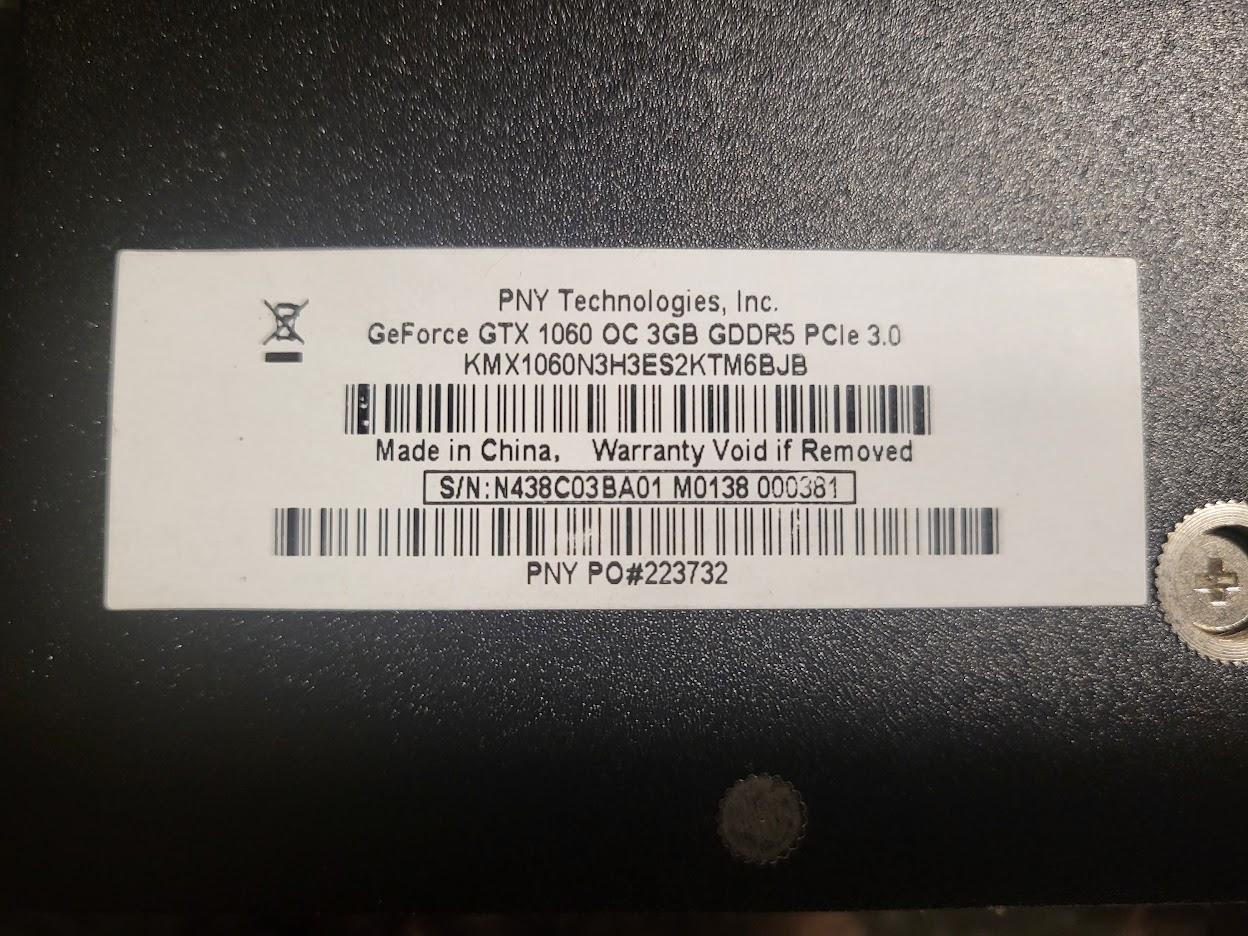 PNY Technologies, Inc.
GeForce GTX 1060 OC 3GB GDDR5 PCIe 3.0
KMX1060N3H3ES2KTM6BJB
Made in China, Warranty Void if Removed
S/N:N438C03BA01 M0138 000381
PNY PO#223732